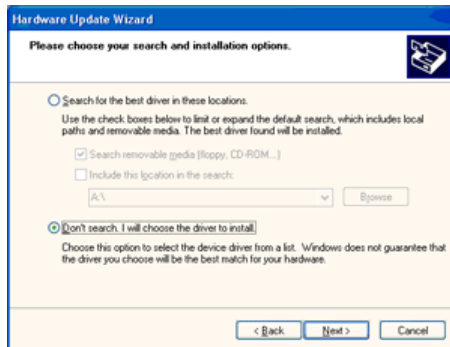 Hardware Update Wizard
Please choose your search and installation options.
Search for the best driver in these locations.
Use the check boxes below to limit or expand the default search, which includes local
paths and removable media. The best driver found will be installed.
Search removable media (floppy, CD-ROM...)
Include this location in the search:
A:\
Browse
Don't search. I will choose the driver to install.
Choose this option to select the device driver from a list. Windows does not guarantee that
the driver you choose will be the best match for your hardware.
< Back
Next >
Cancel